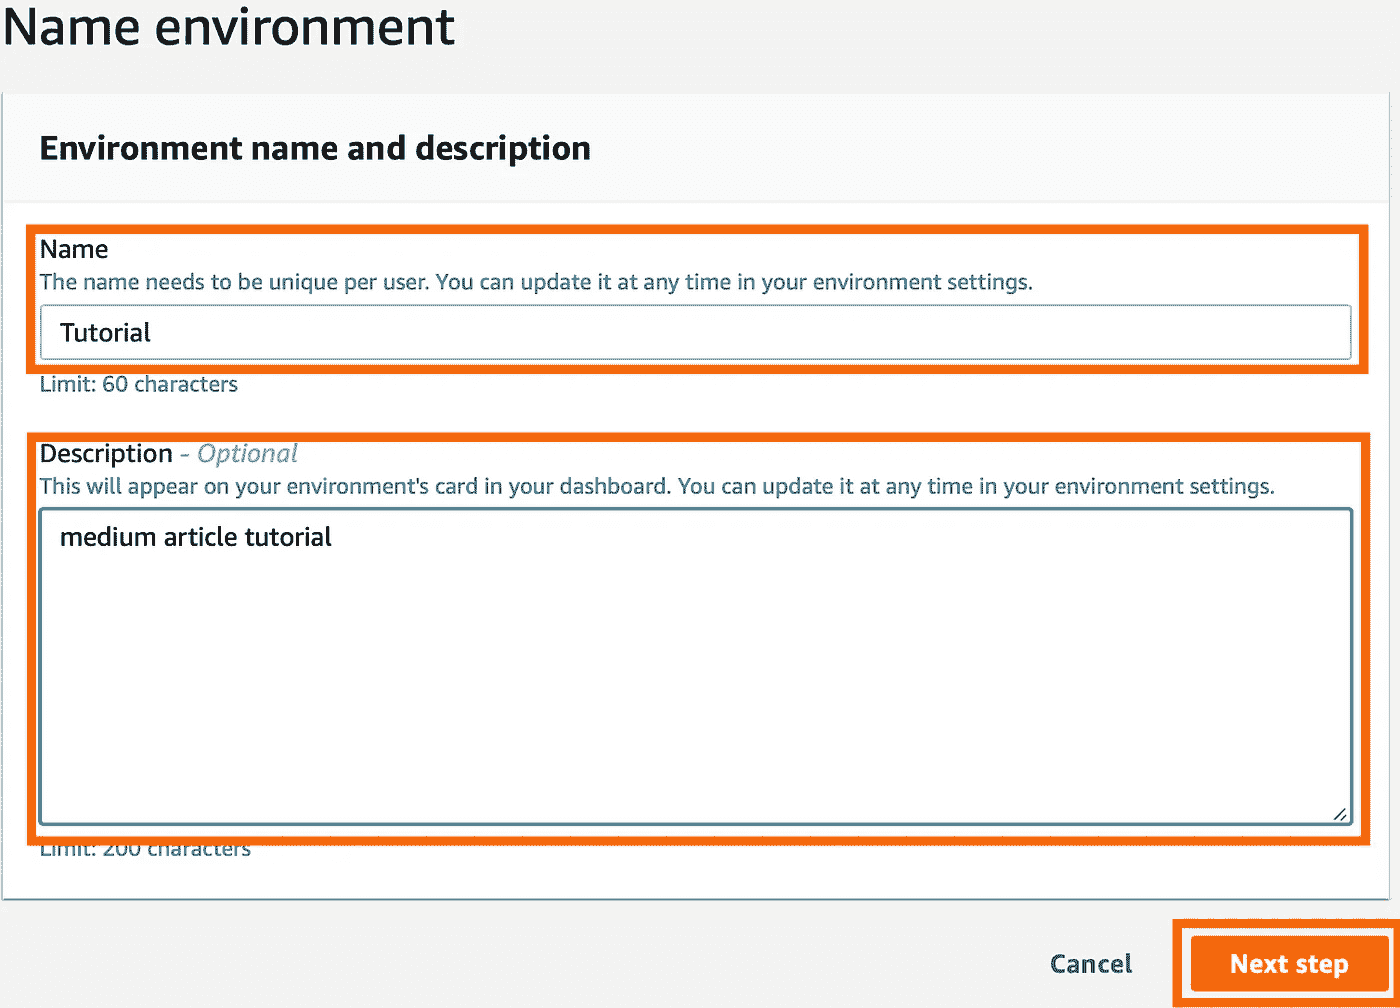 Name environment
Environment name and description
Name
The name needs to be unique per user. You can update it at any time in your environment settings.
Tutorial
Limit: 60 characters
Description - Optional
This will appear on your environment's card in your dashboard. You can update it at any time in your environment settings.
medium article tutorial
Limit: 200 characters
Cancel
Next step